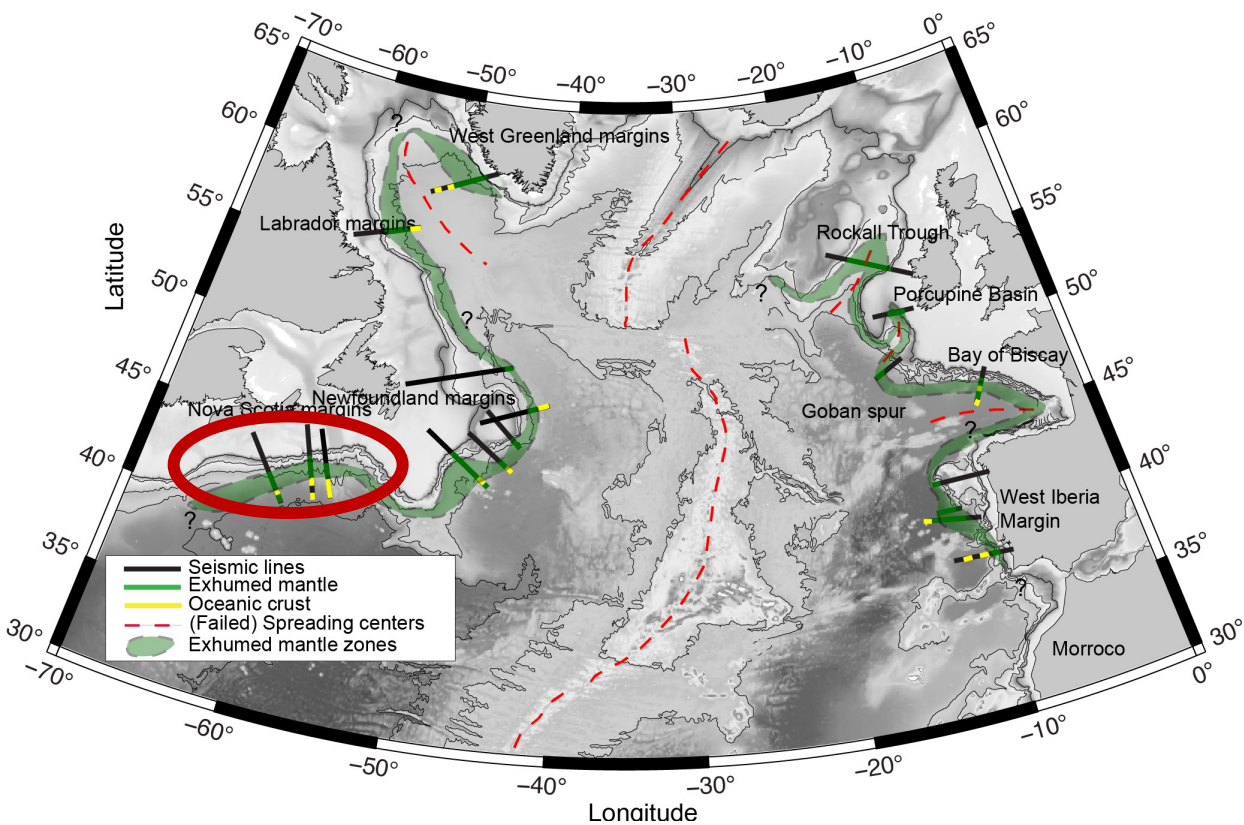 −70°
−60°
−50°
−40°
−30°
−20°
−10°
0°
65°
65°
60°
60°
55°
55°
50°
50°
45°
45°
40°
40°
35°
35°
30°
30°
−70°
−60°
−50°
−40°
−30°
−20°
−10°
0°
Latitude
Longitude
?
West Greenland margins
Labrador margins
Rockall Trough
?
Porcupine Basin
?
Bay of Biscay
Newfoundland margins
Nova Scotia margins
Goban spur
?
West Iberia
Margin
?
?
Morroco
Seismic lines
Exhumed mantle
Oceanic crust
(Failed) Spreading centers
Exhumed mantle zones